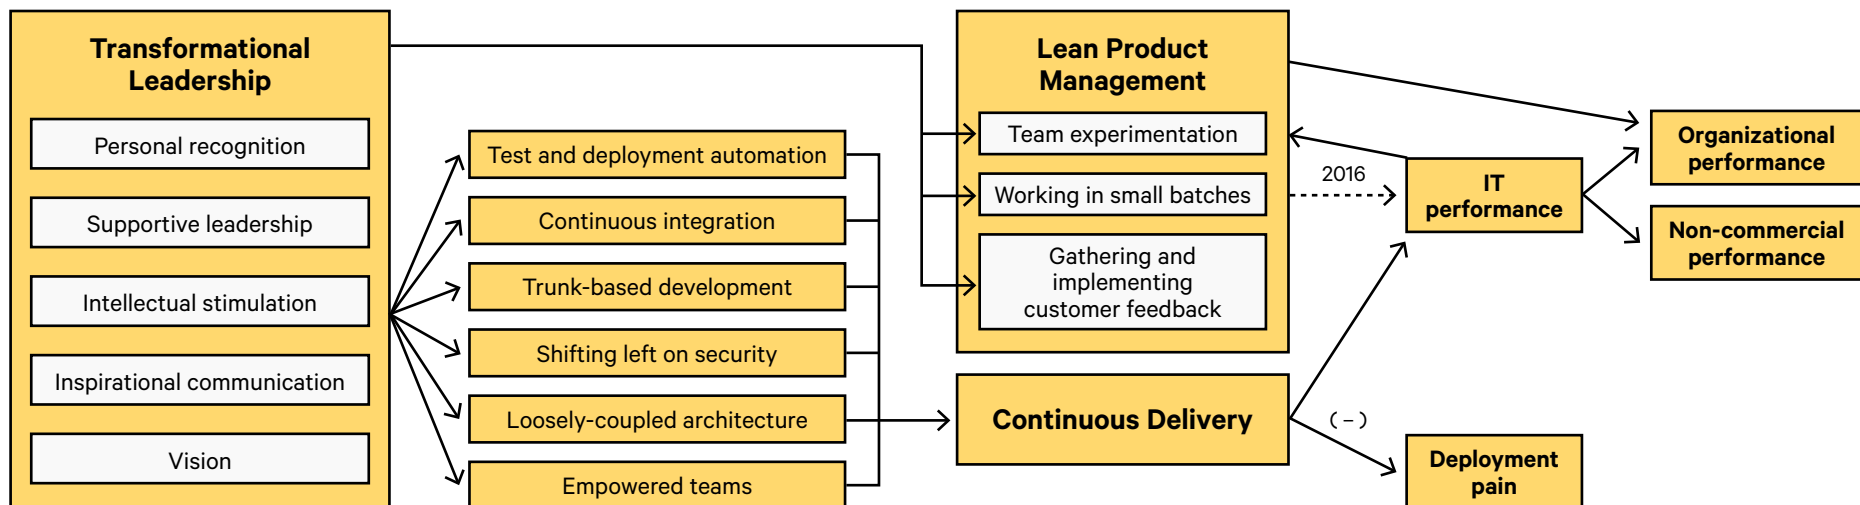 Transformational
Leadership
Personal recognition
Supportive leadership
Intellectual stimulation
Inspirational communication
Vision
Test and deployment automation
Continuous integration
Trunk-based development
Shifting left on security
Loosely-coupled architecture
Empowered teams
Lean Product
Management
Team experimentation
Working in small batches
Gathering and
implementing
customer feedback
Continuous Delivery
2016
(-)
IT
performance
Deployment
pain
Organizational
performance
Non-commercial
performance